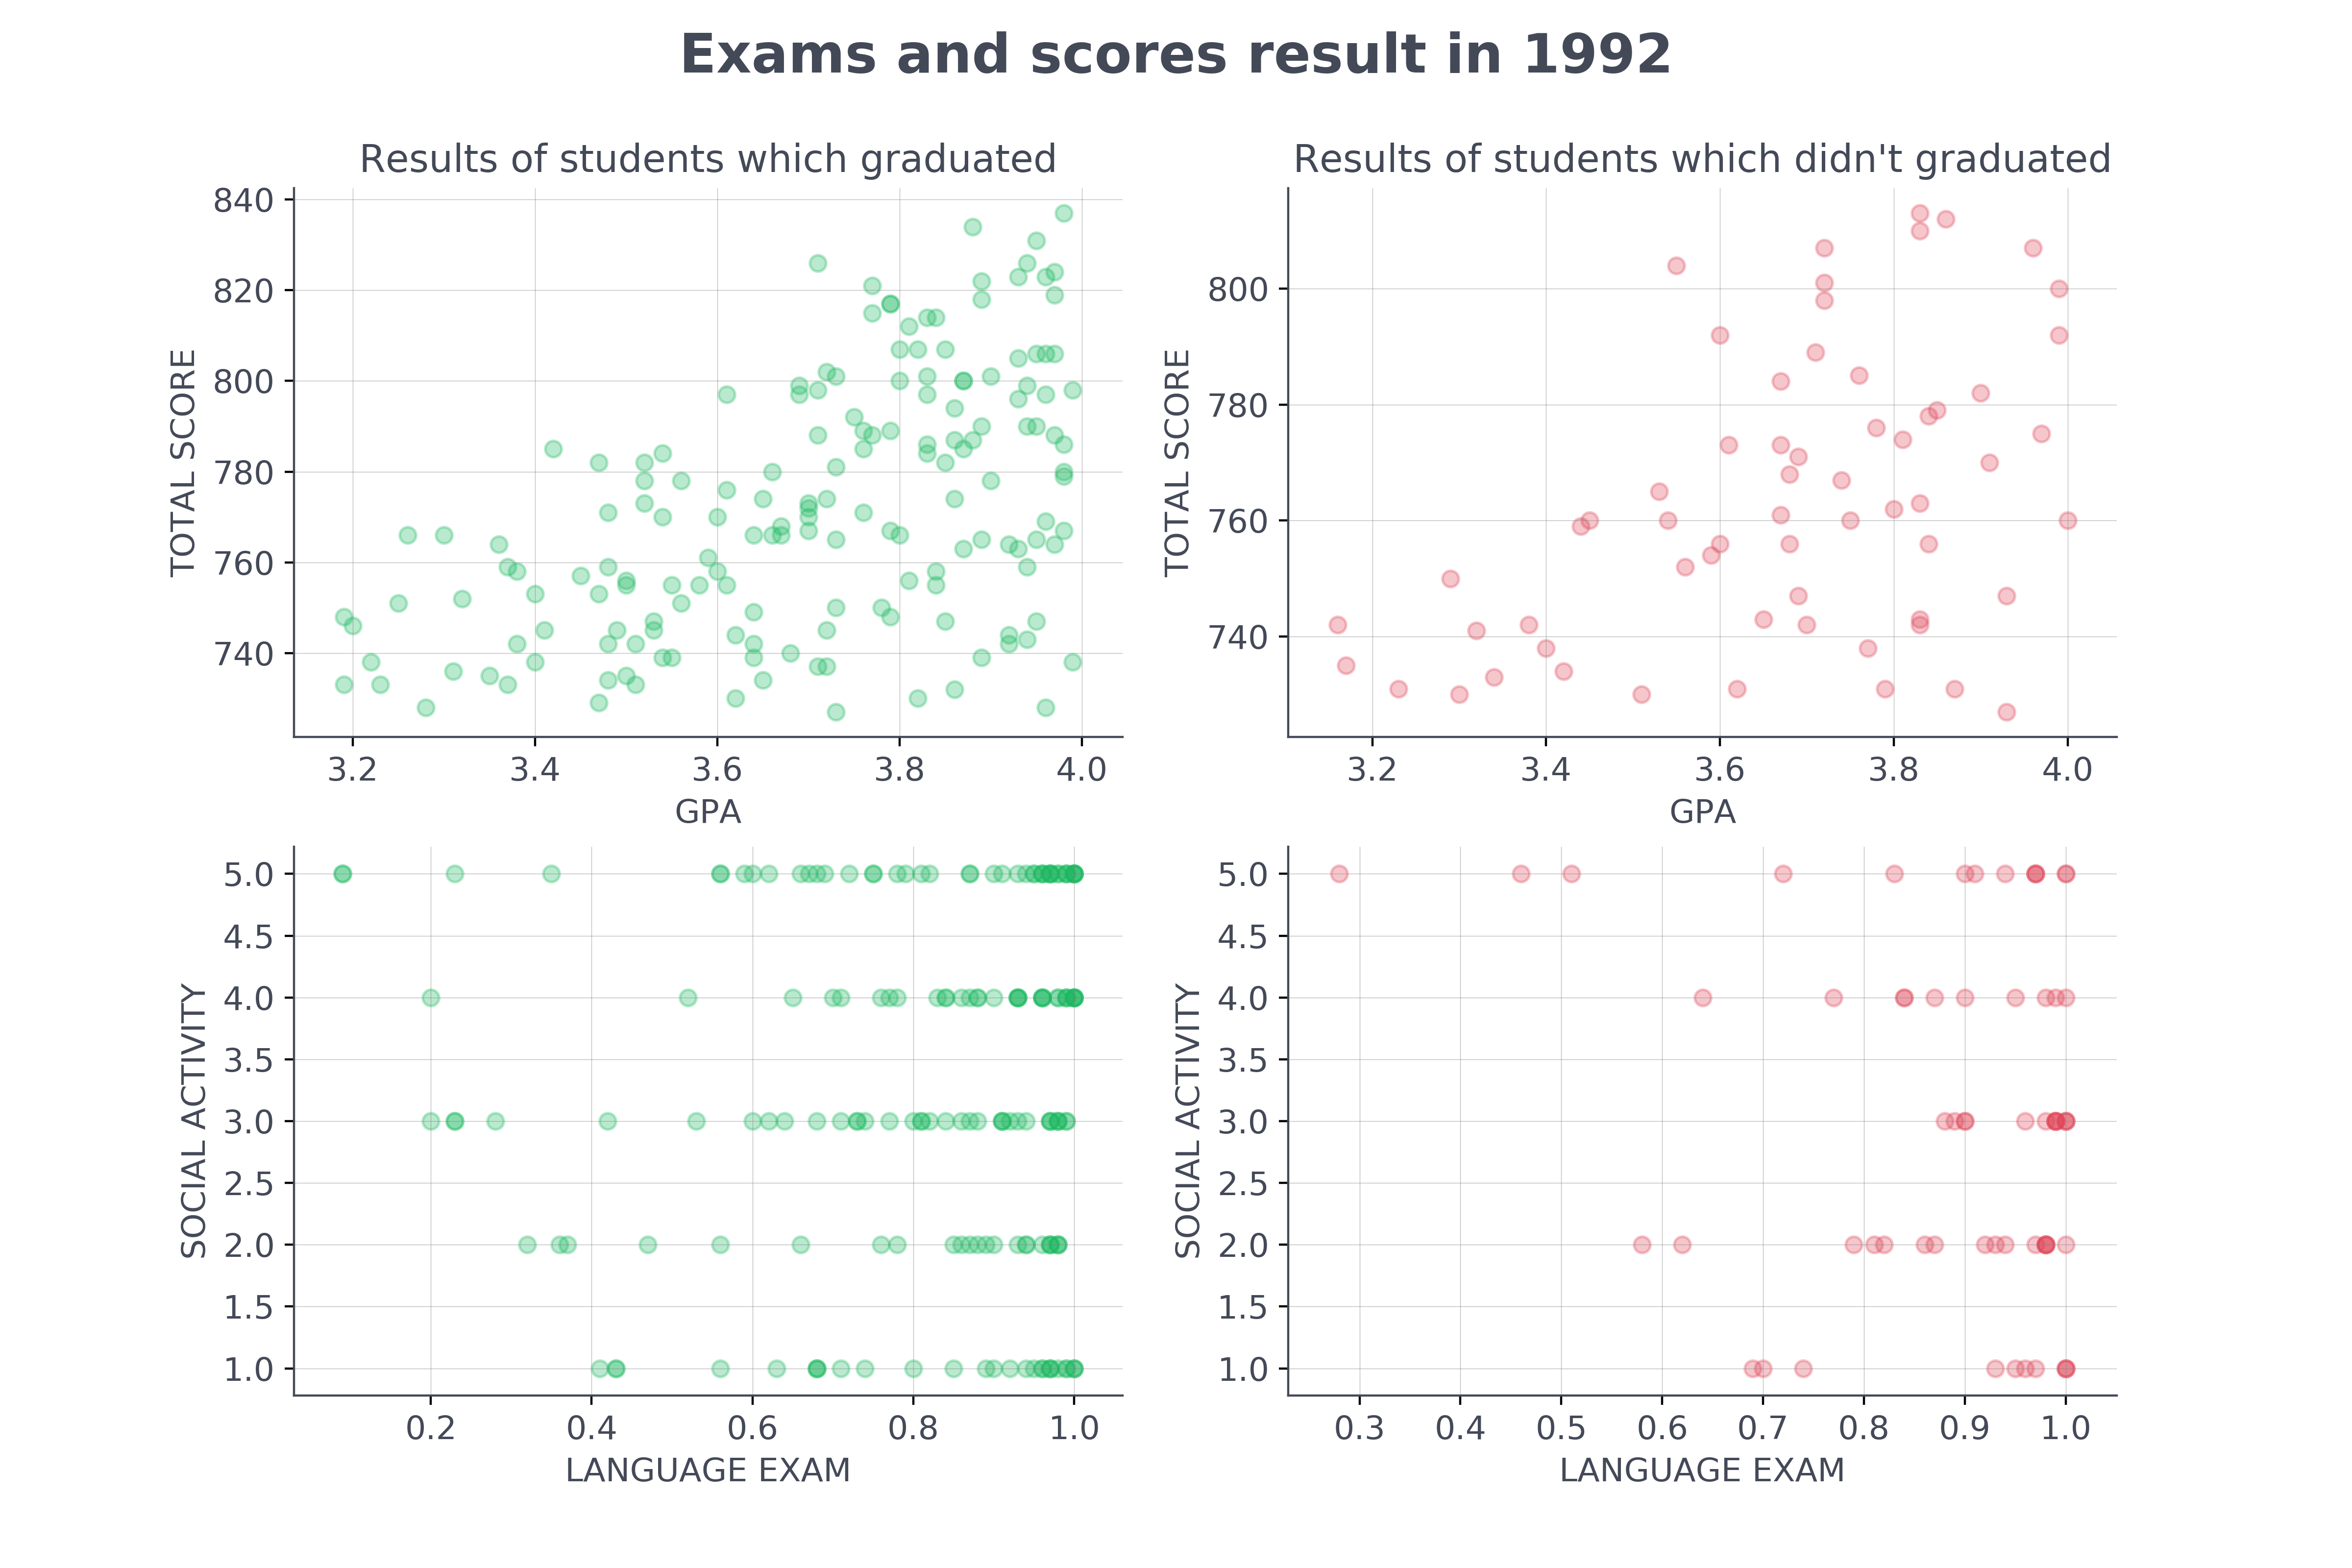 Exams and scores result in 1992
Results of students which graduated
840
820
800
780
760
740
TOTAL SCORE
3.2 3.4 3.6 3.8 4.0
GPA
Results of students which didn't graduated
800
780
760
740
TOTAL SCORE
3.2 3.4 3.6 3.8 4.0
GPA
5.0
4.5
4.0
3.5
3.0
2.5
2.0
1.5
1.0
SOCIAL ACTIVITY
0.2 0.4 0.6 0.8 1.0
LANGUAGE EXAM
5.0
4.5
4.0
3.5
3.0
2.5
2.0
1.5
1.0
SOCIAL ACTIVITY
0.3 0.4 0.5 0.6 0.7 0.8 0.9 1.0
LANGUAGE EXAM